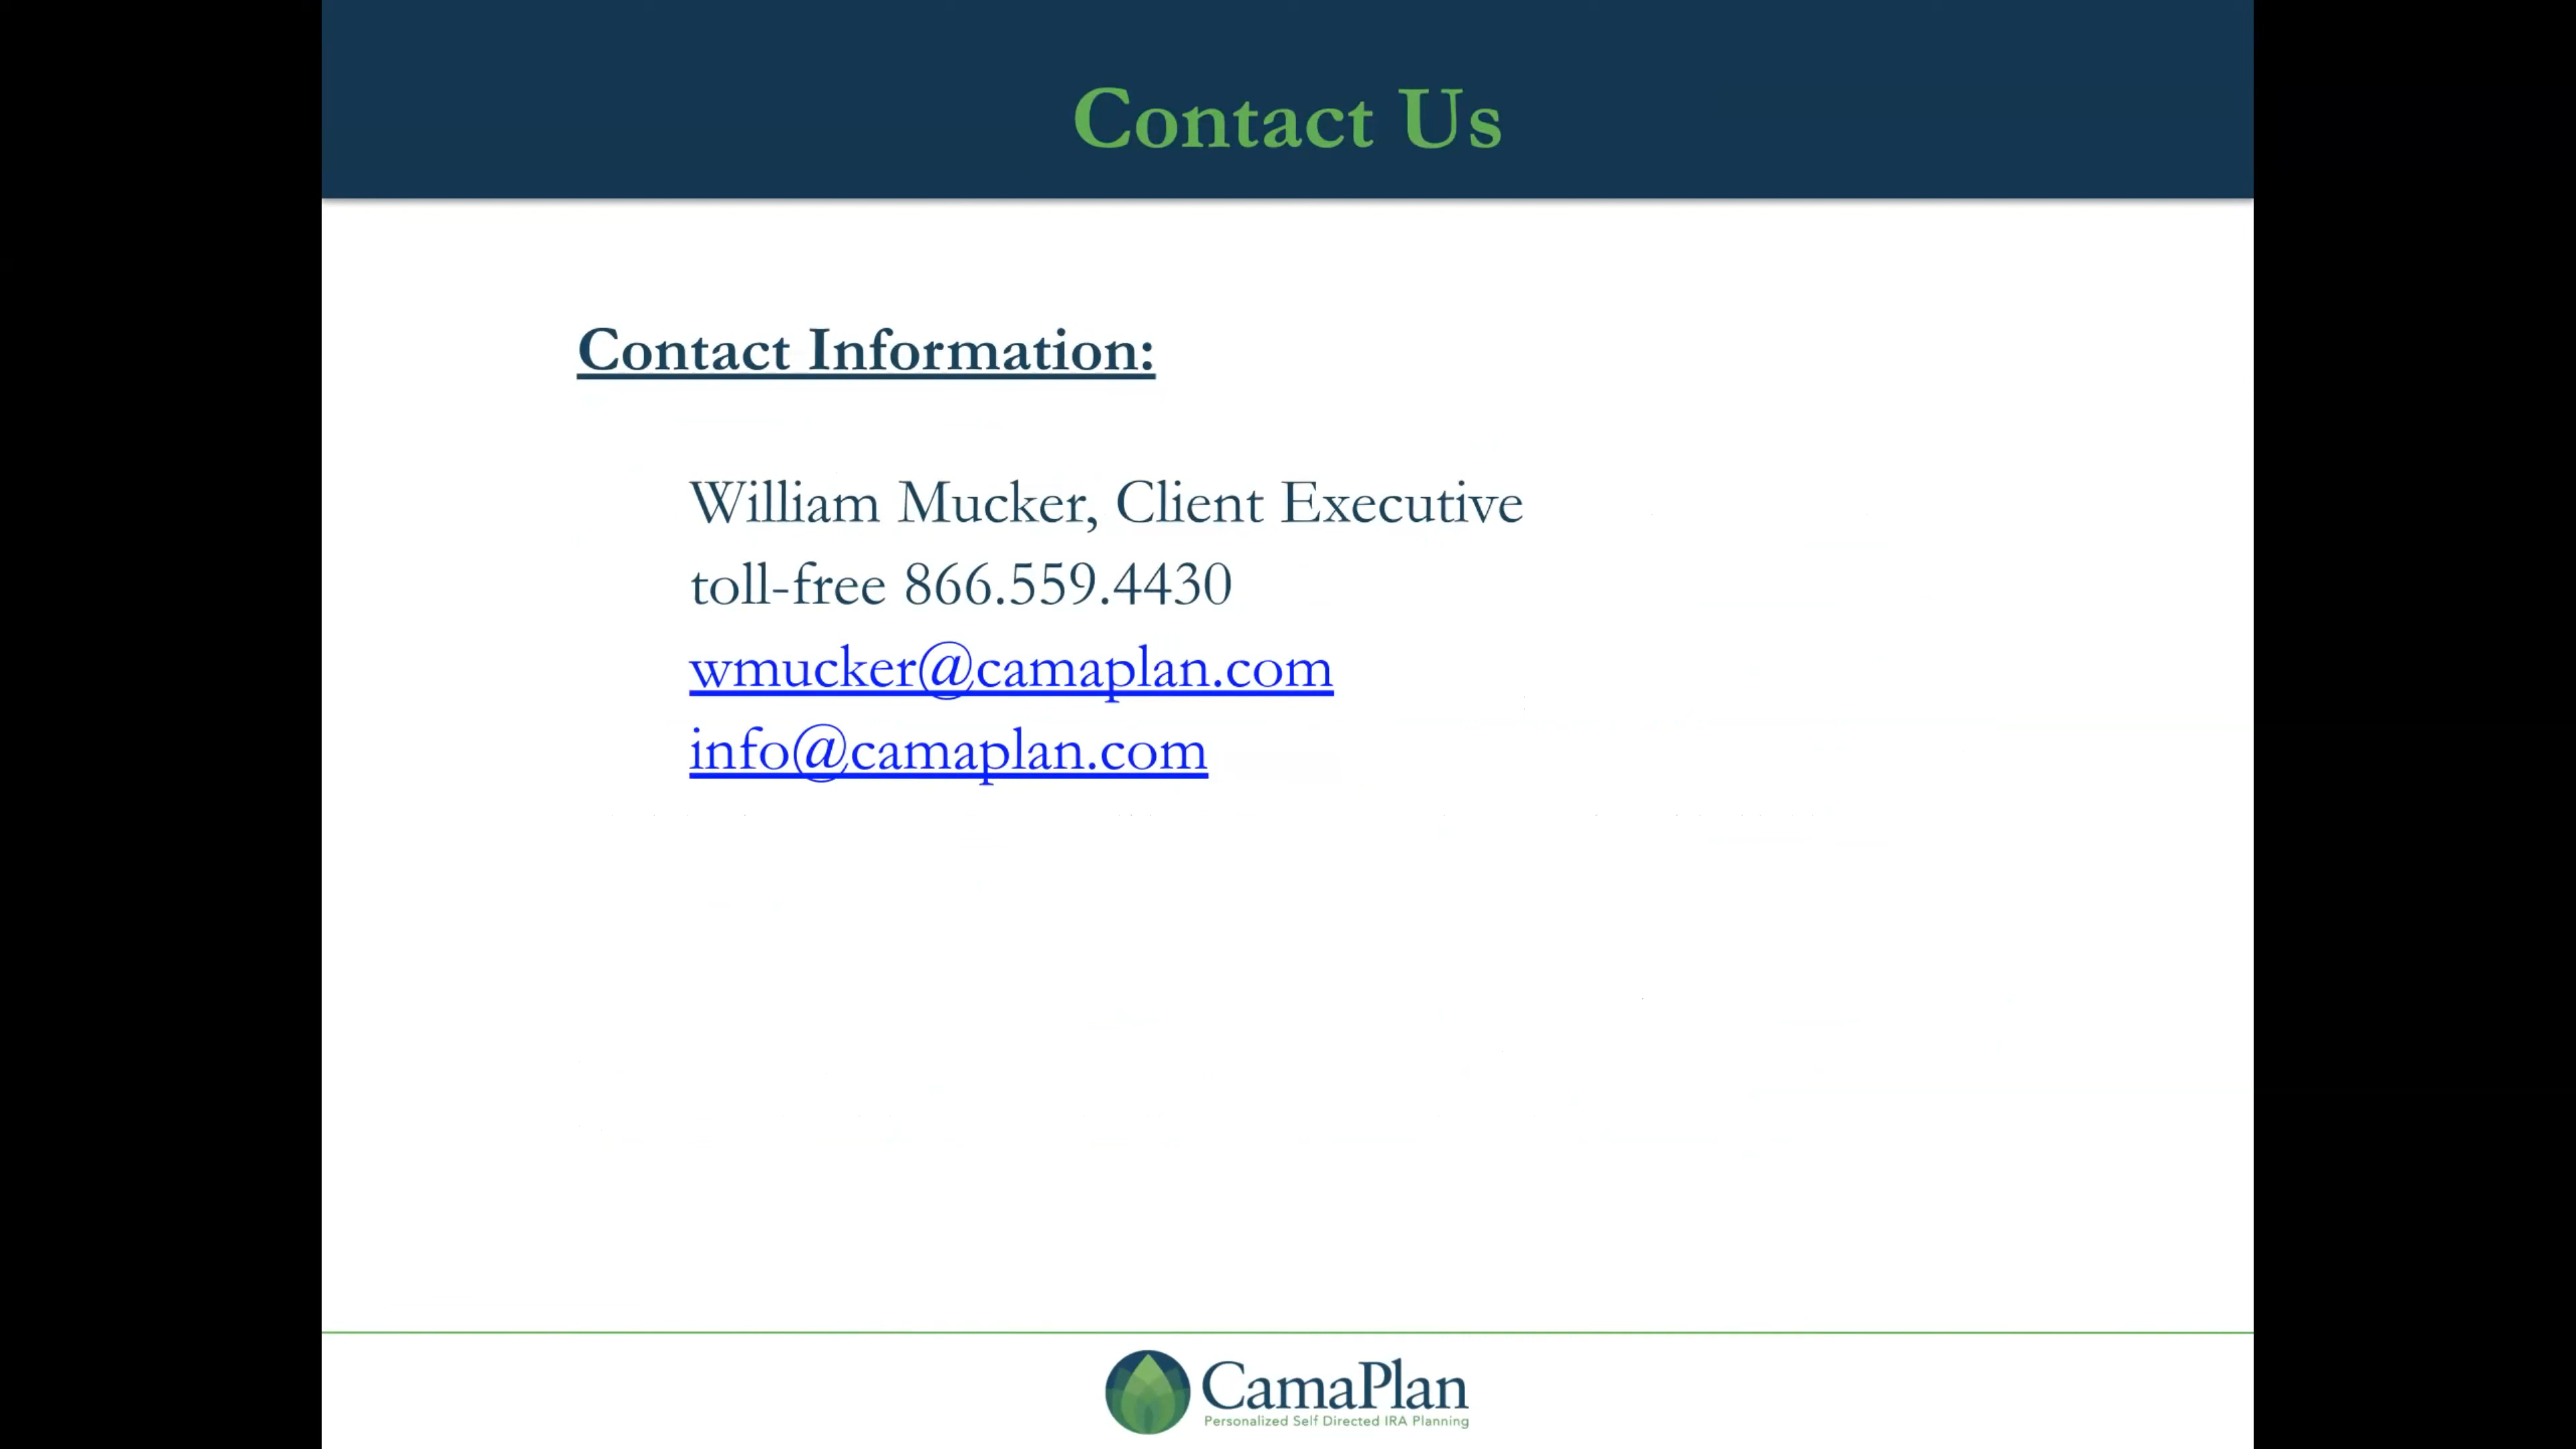 Contact Us
Contact Information:
William Mucker, Client Executive
toll-free 866.559.4430
wmucker@camaplan.com
info@camaplan.com
CamaPlan
Personalized Self Directed IRA Planning